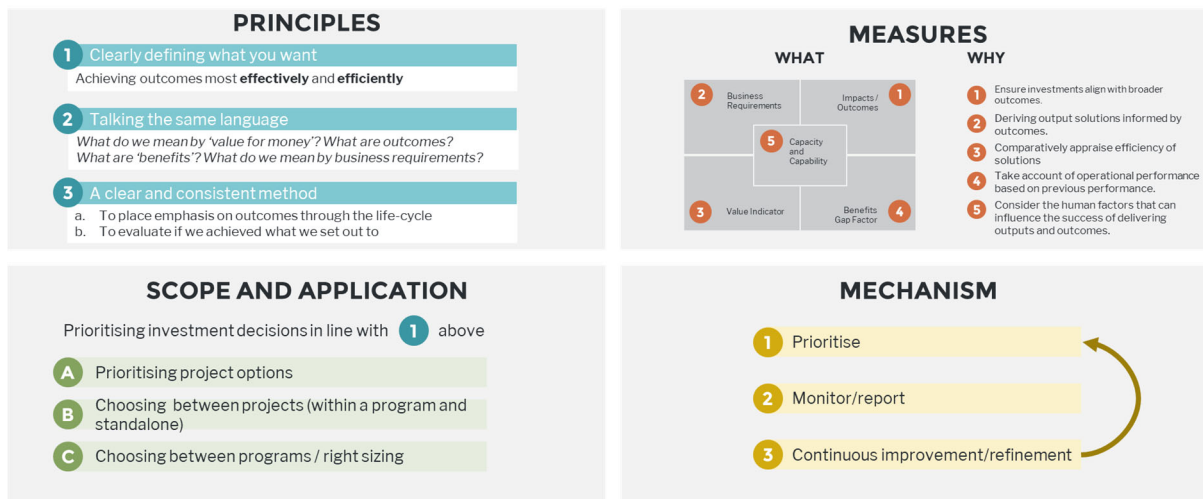 PRINCIPLES
1 Clearly defining what you want
Achieving outcomes most effectively and efficiently
2 Talking the same language
What do we mean by ‘value for money’? What are outcomes?
What are ‘benefits’? What do we mean by business requirements?
3 A clear and consistent method
a. To place emphasis on outcomes through the life-cycle
b. To evaluate if we achieved what we set out to
MEASURES
WHAT
2 Business
Requirements
Impacts /
Outcomes 1
5 Capacity
and
Capability
3 Value Indicator
Benefits
Gap Factor 4
WHY
1 Ensure investments align with broader
outcomes.
2 Deriving output solutions informed by
outcomes.
3 Comparatively appraise efficiency of
solutions
4 Take account of operational performance
based on previous performance.
5 Consider the human factors that can
influence the success of delivering
outputs and outcomes.
SCOPE AND APPLICATION
Prioritising investment decisions in line with 1 above
A Prioritising project options
B Choosing between projects (within a program and
standalone)
C Choosing between programs / right sizing
MECHANISM
1 Prioritise
2 Monitor/report
3 Continuous improvement/refinement